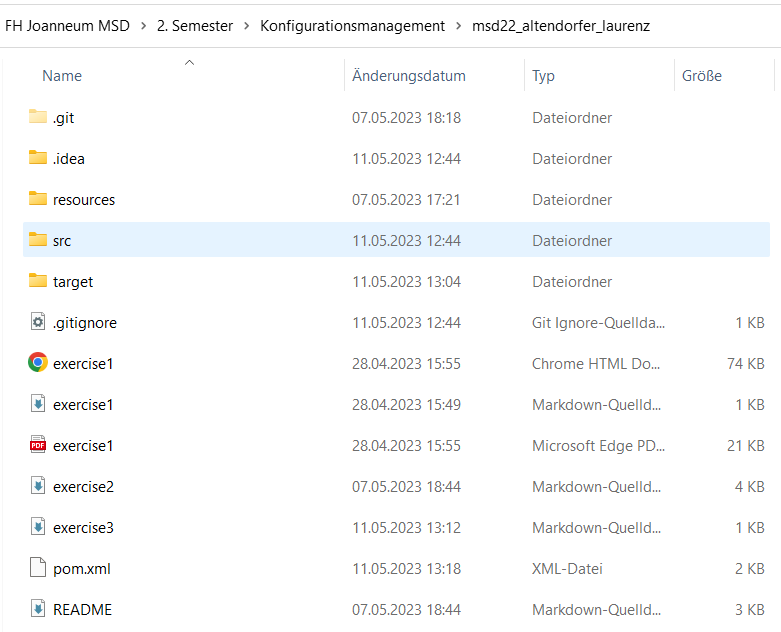 FH Joanneum MSD > 2. Semester > Konfigurationsmanagement > msd22_altendorfer_laurenz
Name Änderungsdatum Typ Größe
.git 07.05.2023 18:18 Dateiordner
.idea 11.05.2023 12:44 Dateiordner
resources 07.05.2023 17:21 Dateiordner
src 11.05.2023 12:44 Dateiordner
target 11.05.2023 13:04 Dateiordner
.gitignore 11.05.2023 12:44 Git Ignore-Quellda... 1 KB
exercise1 28.04.2023 15:55 Chrome HTML Do... 74 KB
exercise1 28.04.2023 15:49 Markdown-Quelld... 1 KB
PDF exercise1 28.04.2023 15:55 Microsoft Edge PD... 21 KB
exercise2 07.05.2023 18:44 Markdown-Quelld... 4 KB
exercise3 11.05.2023 13:12 Markdown-Quelld... 1 KB
pom.xml 11.05.2023 13:18 XML-Datei 2 KB
README 07.05.2023 18:44 Markdown-Quelld... 3 KB